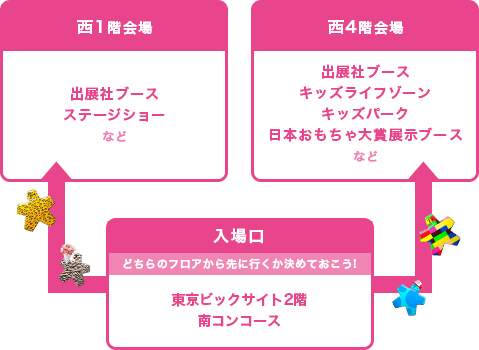 西1階会場
出展社ブース
ステージショー
など
西4階会場
出展社ブース
キッズライフゾーン
キッズパーク
日本おもちゃ大賞展示ブース
など
入場口
どちらのフロアから先に行くか決めておこう!
東京ビックサイト2階
南コンコース